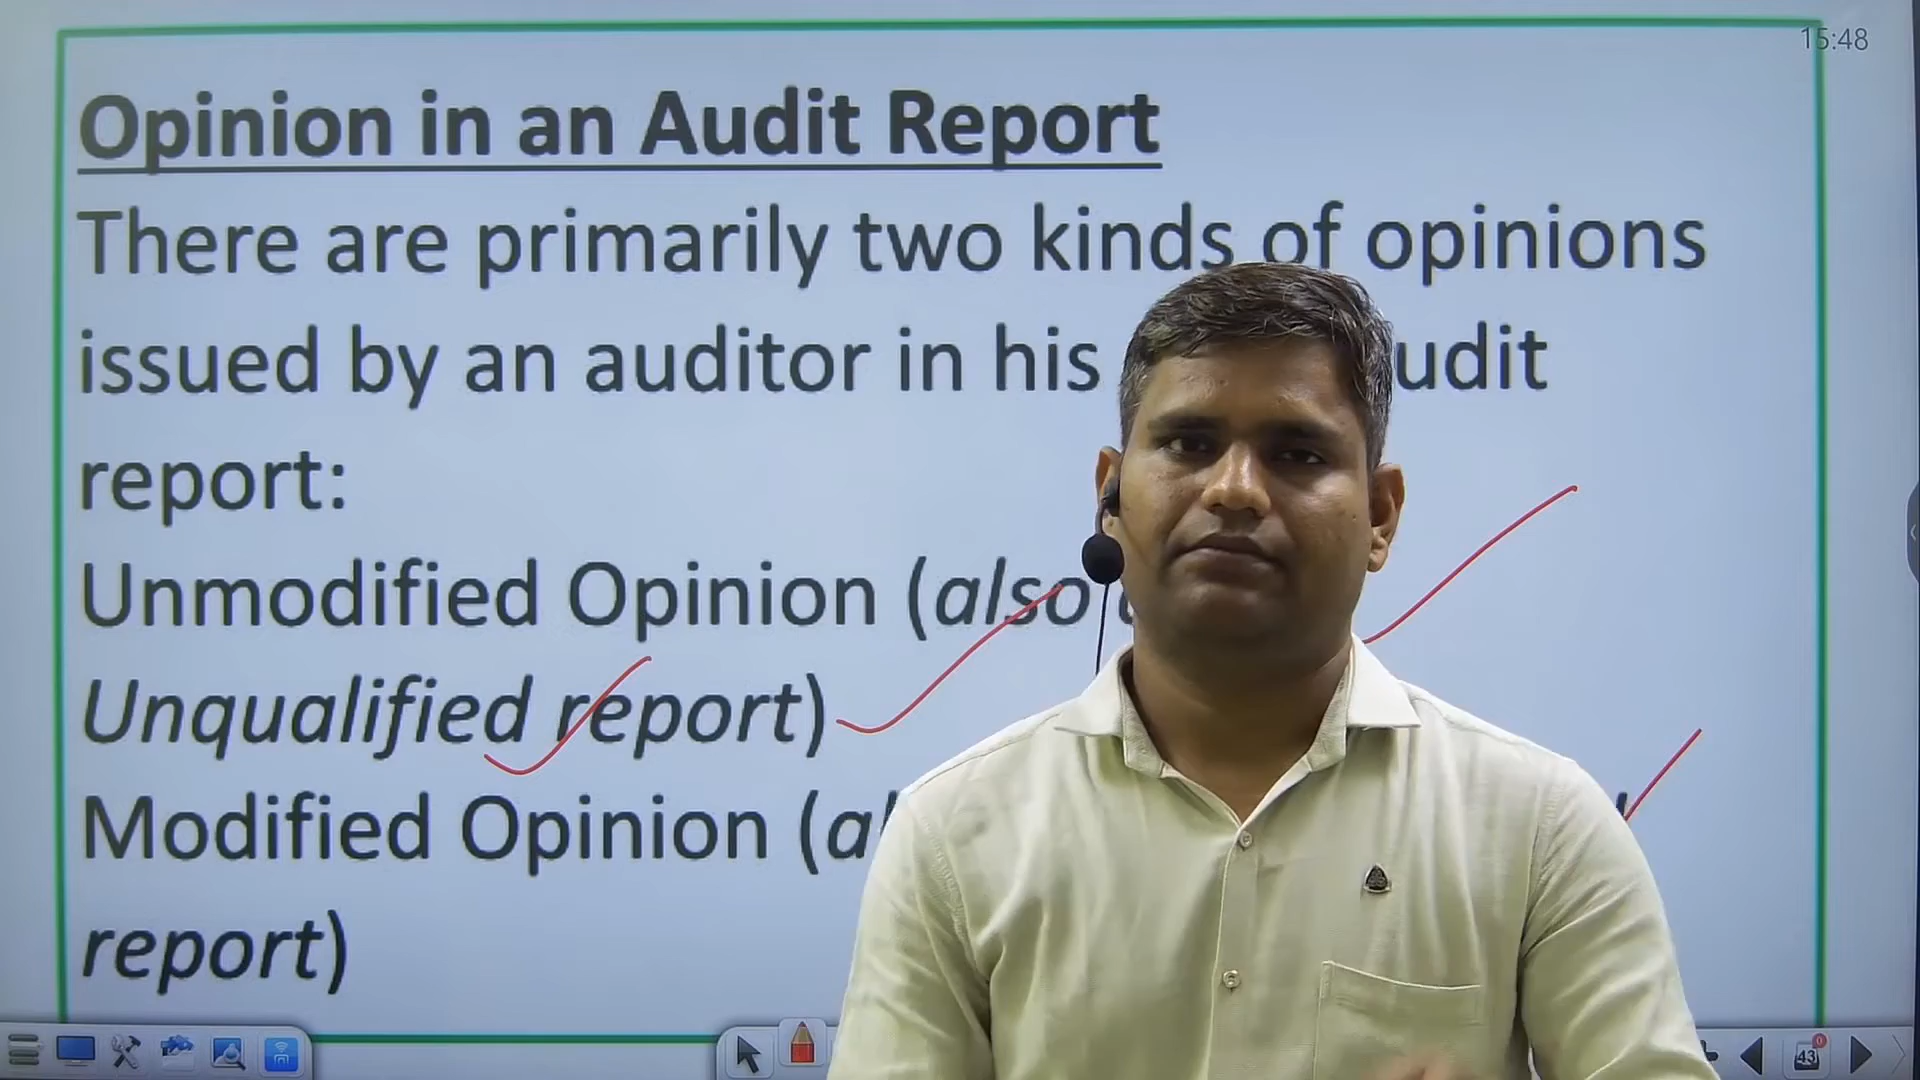 15:48
Opinion in an Audit Report
There are primarily two kinds of opinions
issued by an auditor in his
report:
Unmodified Opinion (also
Unqualified report)
Modified Opinion (
report)
43